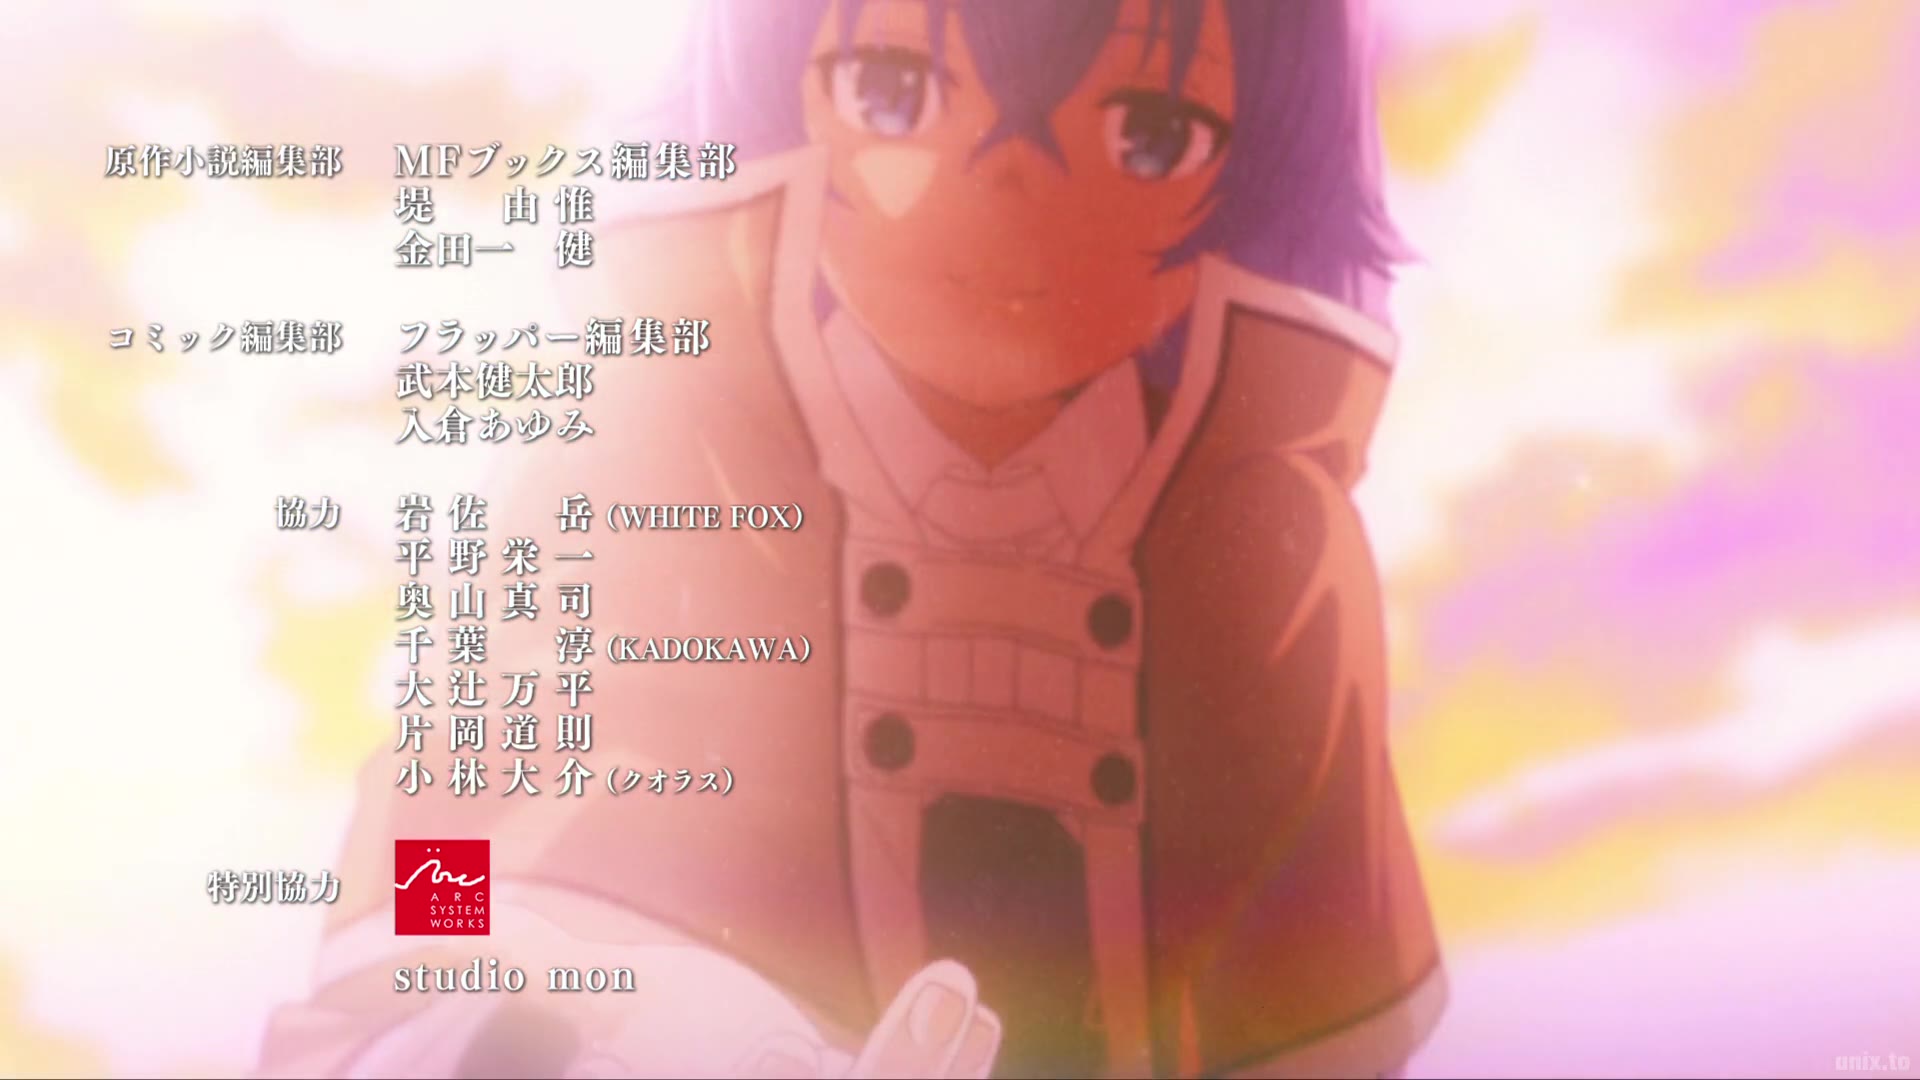 原作小説編集部 MFブックス編集部
堤 由惟
金田一 健
コミック編集部 フラッパー編集部
武本健太郎
入倉あゆみ
協力 岩佐 岳（WHITE FOX）
平野栄一
奥山真司
千葉 淳（KADOKAWA）
大辻万平
片岡道則
小林大介（クオラス）
特別協力 Arc
ARC
SYSTEM
WORKS
studio mon
unix.to